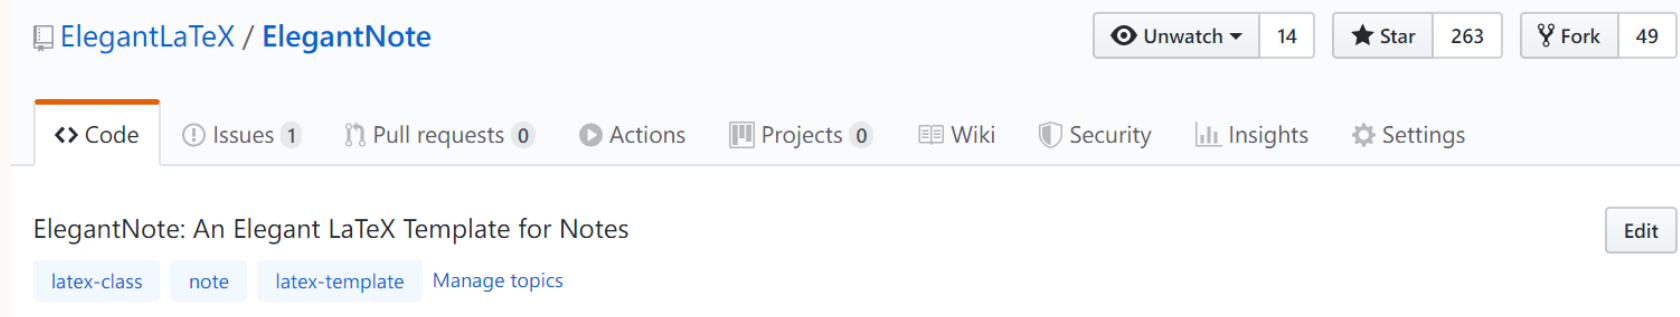 ElegantLaTeX / ElegantNote Unwatch 14 Star 263 Fork 49
Code Issues 1 Pull requests 0 Actions Projects 0 Wiki Security Insights Settings
ElegantNote: An Elegant LaTeX Template for Notes Edit
latex-class note latex-template Manage topics